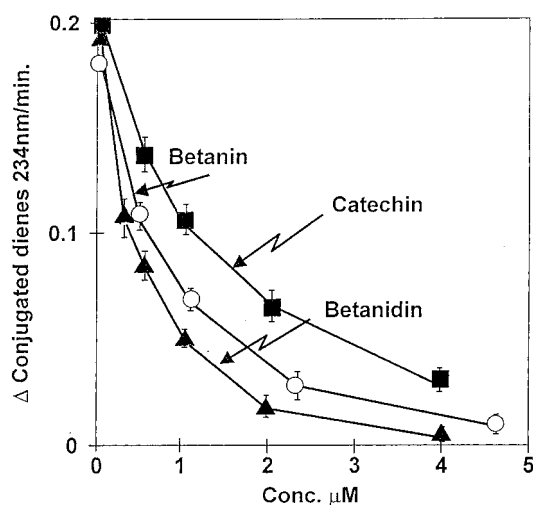 0.2
0.1
0
Δ Conjugated dienes 234nm/min.
Betanin
Catechin
Betanidin
0 1 2 3 4 5
Conc. μM